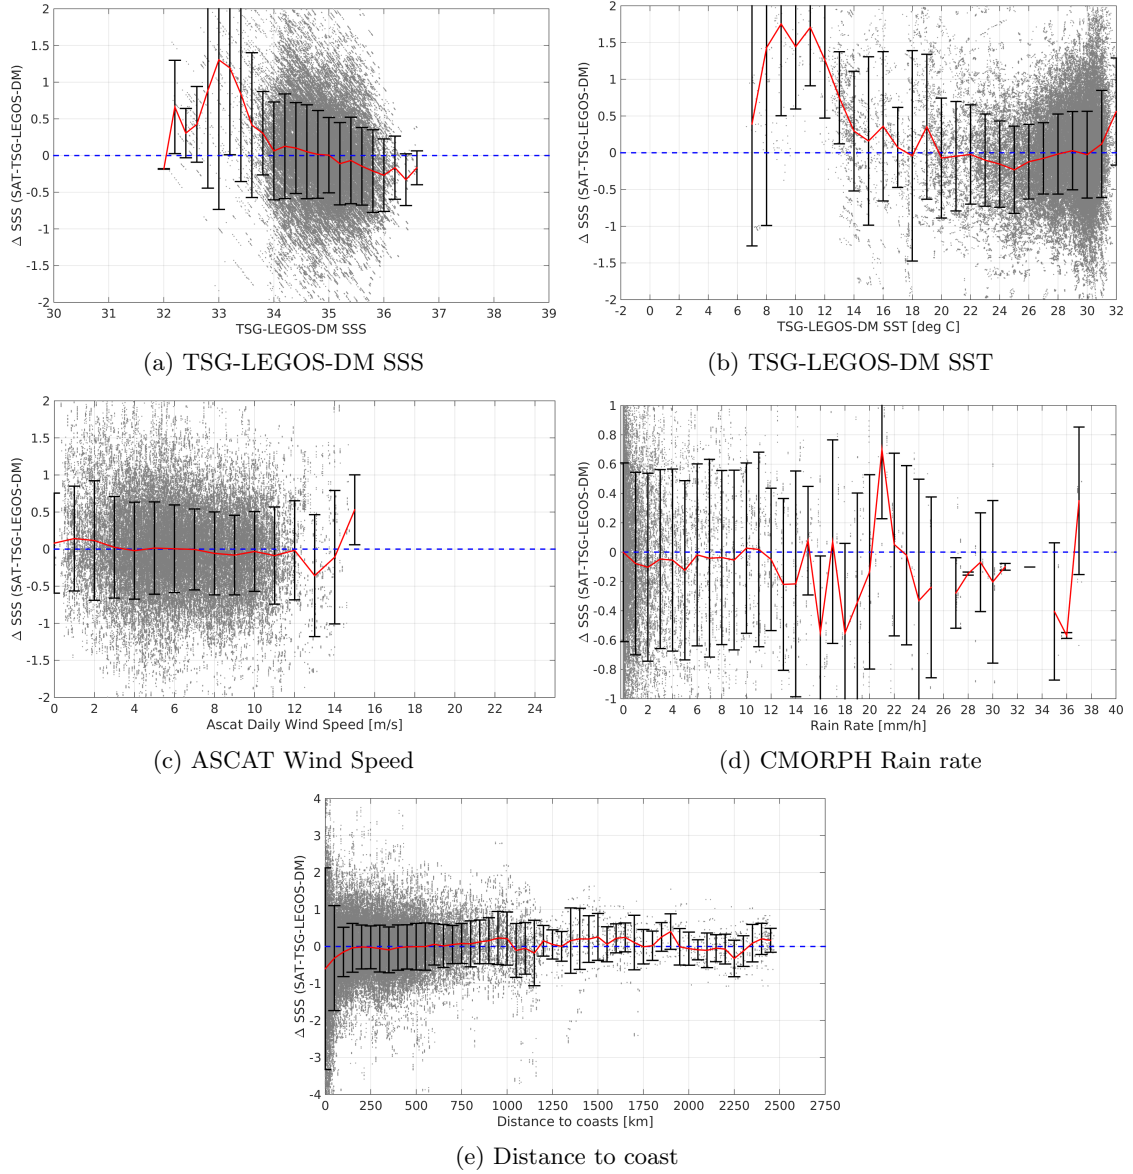 2
1.5
1
0.5
0
-0.5
-1
-1.5
-2
Δ SSS (SAT-TSG-LEGOS-DM)
30 31 32 33 34 35 36 37 38 39
TSG-LEGOS-DM SSS
(a) TSG-LEGOS-DM SSS
2
1.5
1
0.5
0
-0.5
-1
-1.5
-2
Δ SSS (SAT-TSG-LEGOS-DM)
-2 0 2 4 6 8 10 12 14 16 18 20 22 24 26 28 30 32
TSG-LEGOS-DM SST [deg C]
(b) TSG-LEGOS-DM SST
2
1.5
1
0.5
0
-0.5
-1
-1.5
-2
Δ SSS (SAT-TSG-LEGOS-DM)
0 2 4 6 8 10 12 14 16 18 20 22 24
Ascat Daily Wind Speed [m/s]
(c) ASCAT Wind Speed
1
0.8
0.6
0.4
0.2
0
-0.2
-0.4
-0.6
-0.8
-1
Δ SSS (SAT-TSG-LEGOS-DM)
0 2 4 6 8 10 12 14 16 18 20 22 24 26 28 30 32 34 36 38 40
Rain Rate [mm/h]
(d) CMORPH Rain rate
4
3
2
1
0
-1
-2
-3
-4
Δ SSS (SAT-TSG-LEGOS-DM)
0 250 500 750 1000 1250 1500 1750 2000 2250 2500 2750
Distance to coasts [km]
(e) Distance to coast